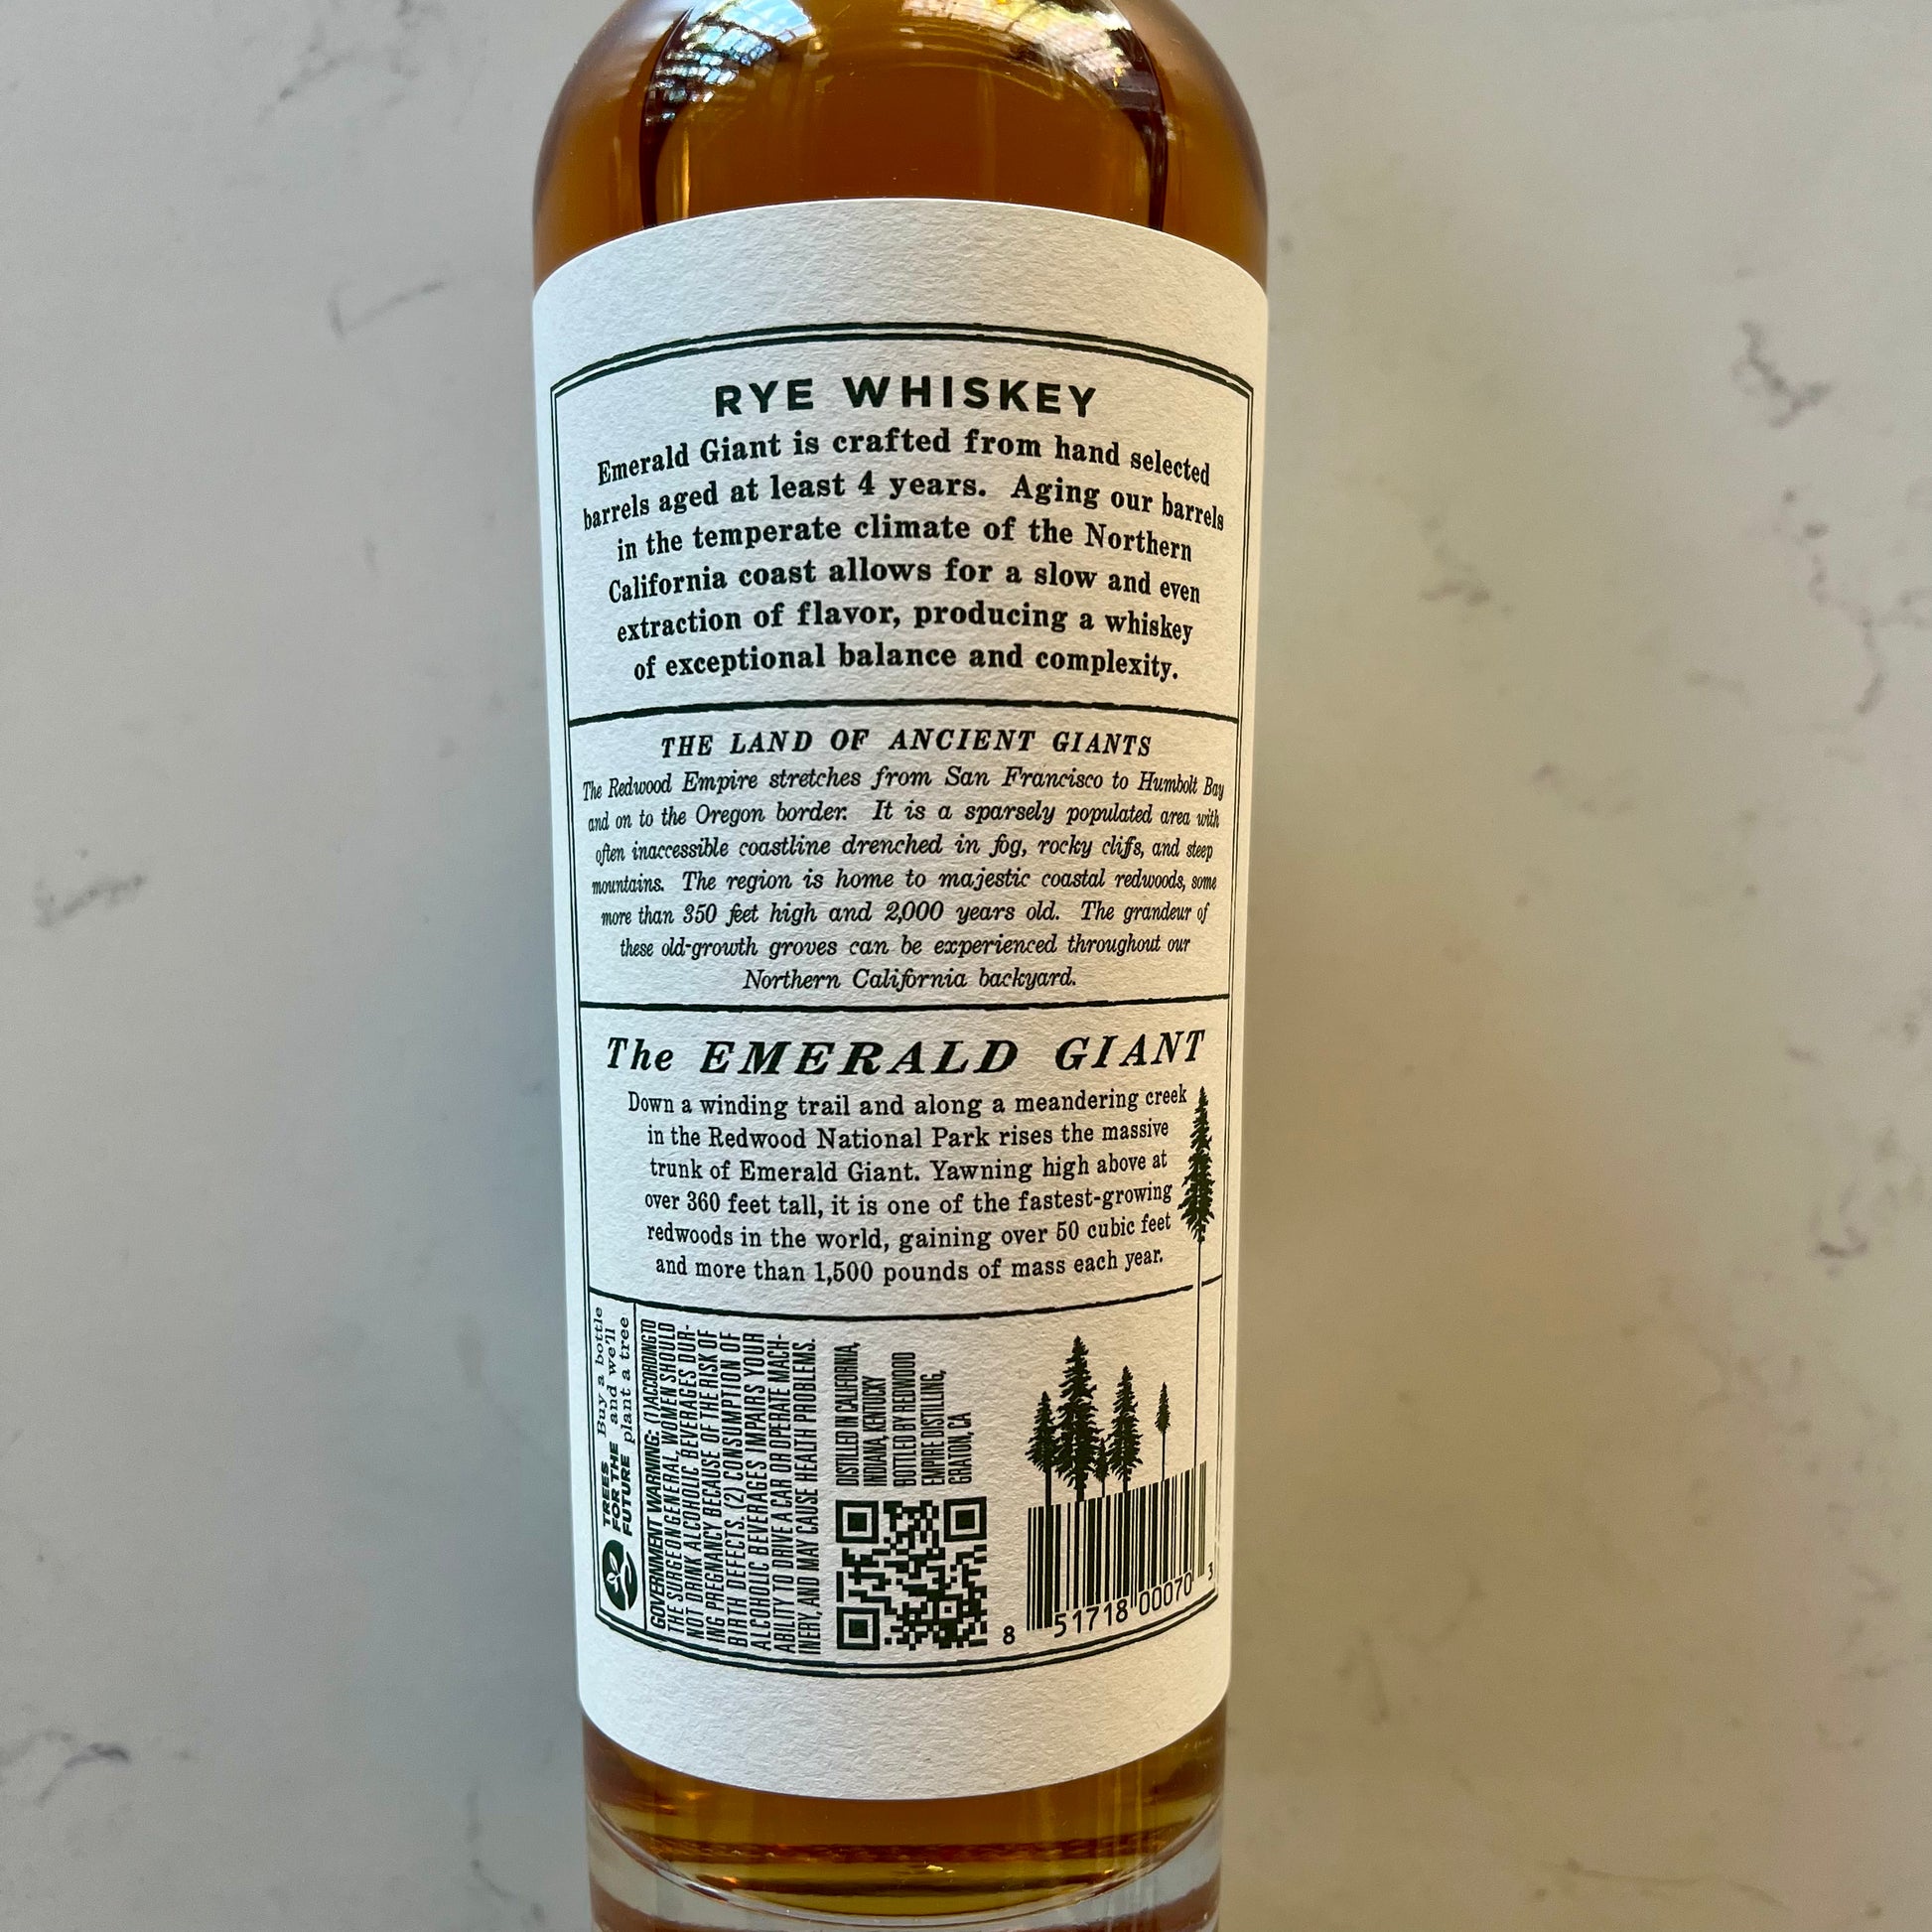 RYE WHISKEY
Emerald Giant is crafted from hand selected
barrels aged at least 4 years. Aging our barrels
in the temperate climate of the Northern
California coast allows for a slow and even
extraction of flavor, producing a whiskey
of exceptional balance and complexity.
THE LAND OF ANCIENT GIANTS
The Redwood Empire stretches from San Francisco to Humbolt Bay
and on to the Oregon border. It is a sparsely populated area with
often inaccessible coastline drenched in fog, rocky cliffs, and steep
mountains. The region is home to majestic coastal redwoods, some
more than 350 feet high and 2,000 years old. The grandeur of
these old-growth groves can be experienced throughout our
Northern California backyard.
The EMERALD GIANT
Down a winding trail and along a meandering creek
in the Redwood National Park rises the massive
trunk of Emerald Giant. Yawning high above at
over 360 feet tall, it is one of the fastest-growing
redwoods in the world, gaining over 50 cubic feet
and more than 1,500 pounds of mass each year.
TREES
FOR THE
FUTURE
Buy a bottle
and we'll
plant a tree
GOVERNMENT WARNING: (1) ACCORDING TO
THE SURGEON GENERAL, WOMEN SHOULD
NOT DRINK ALCOHOLIC BEVERAGES DUR-
ING PREGNANCY BECAUSE OF THE RISK OF
BIRTH DEFECTS. (2) CONSUMPTION OF
ALCOHOLIC BEVERAGES IMPAIRS YOUR
ABILITY TO DRIVE A CAR OR OPERATE MACH-
INERY, AND MAY CAUSE HEALTH PROBLEMS.
DISTILLED IN CALIFORNIA,
INDIANA, KENTUCKY
BOTTLED BY REDWOOD
EMPIRE DISTILLING,
GRATON, CA
8 51718 00070 3